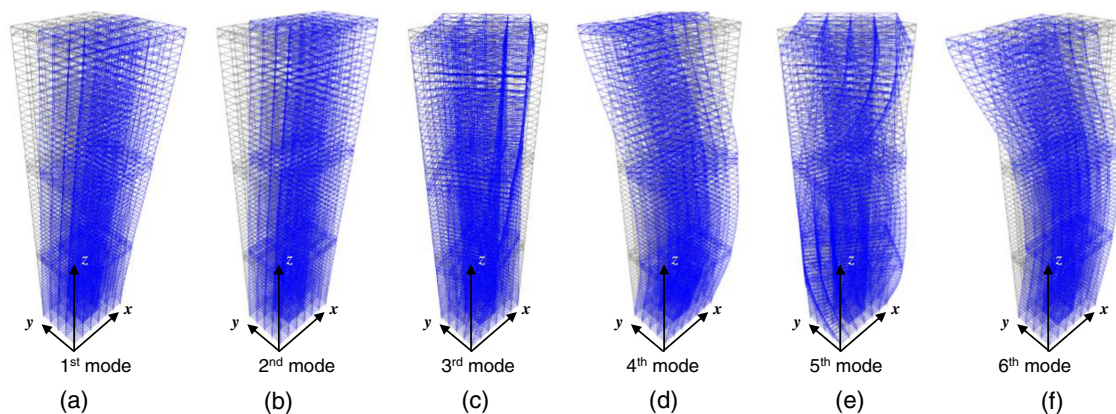 z z z z z z
y x y x y x y x y x y x
1st mode 2nd mode 3rd mode 4th mode 5th mode 6th mode
(a) (b) (c) (d) (e) (f)